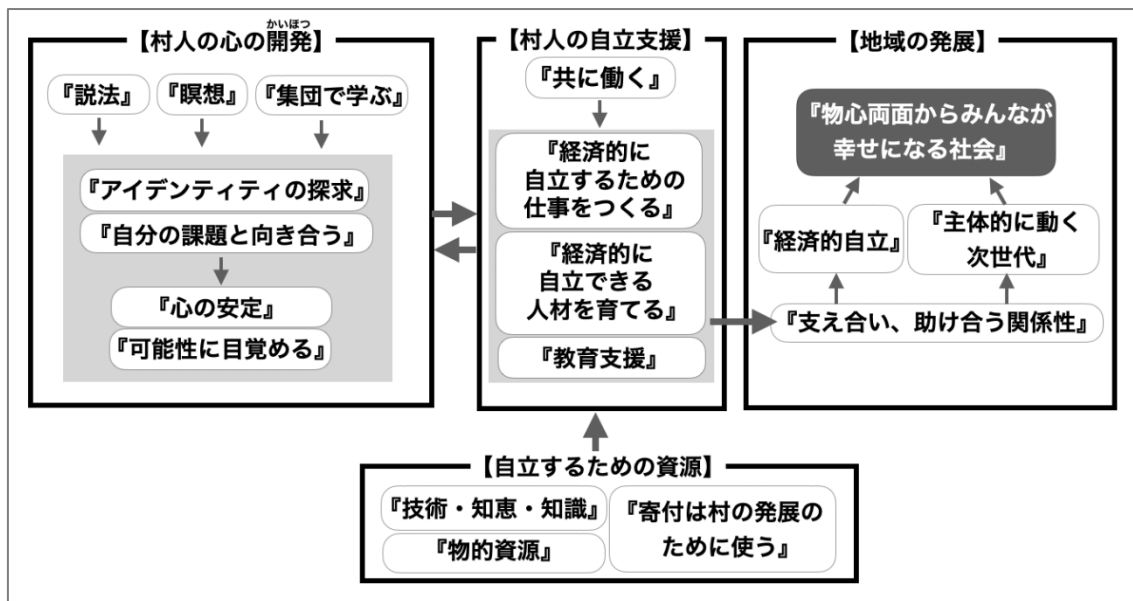 かいほつ
【村人の心の開発】
『説法』
『瞑想』
『集団で学ぶ』
『アイデンティティの探求』
『自分の課題と向き合う』
『心の安定』
『可能性に目覚める』
【村人の自立支援】
『共に働く』
『経済的に
自立するための
仕事をつくる』
『経済的に
自立できる
人材を育てる』
『教育支援』
【地域の発展】
『物心両面からみんなが
幸せになる社会』
『経済的自立』
『主体的に動く
次世代』
『支え合い、助け合う関係性』
【自立するための資源】
『技術・知恵・知識』
『物的資源』
『寄付は村の発展の
ために使う』